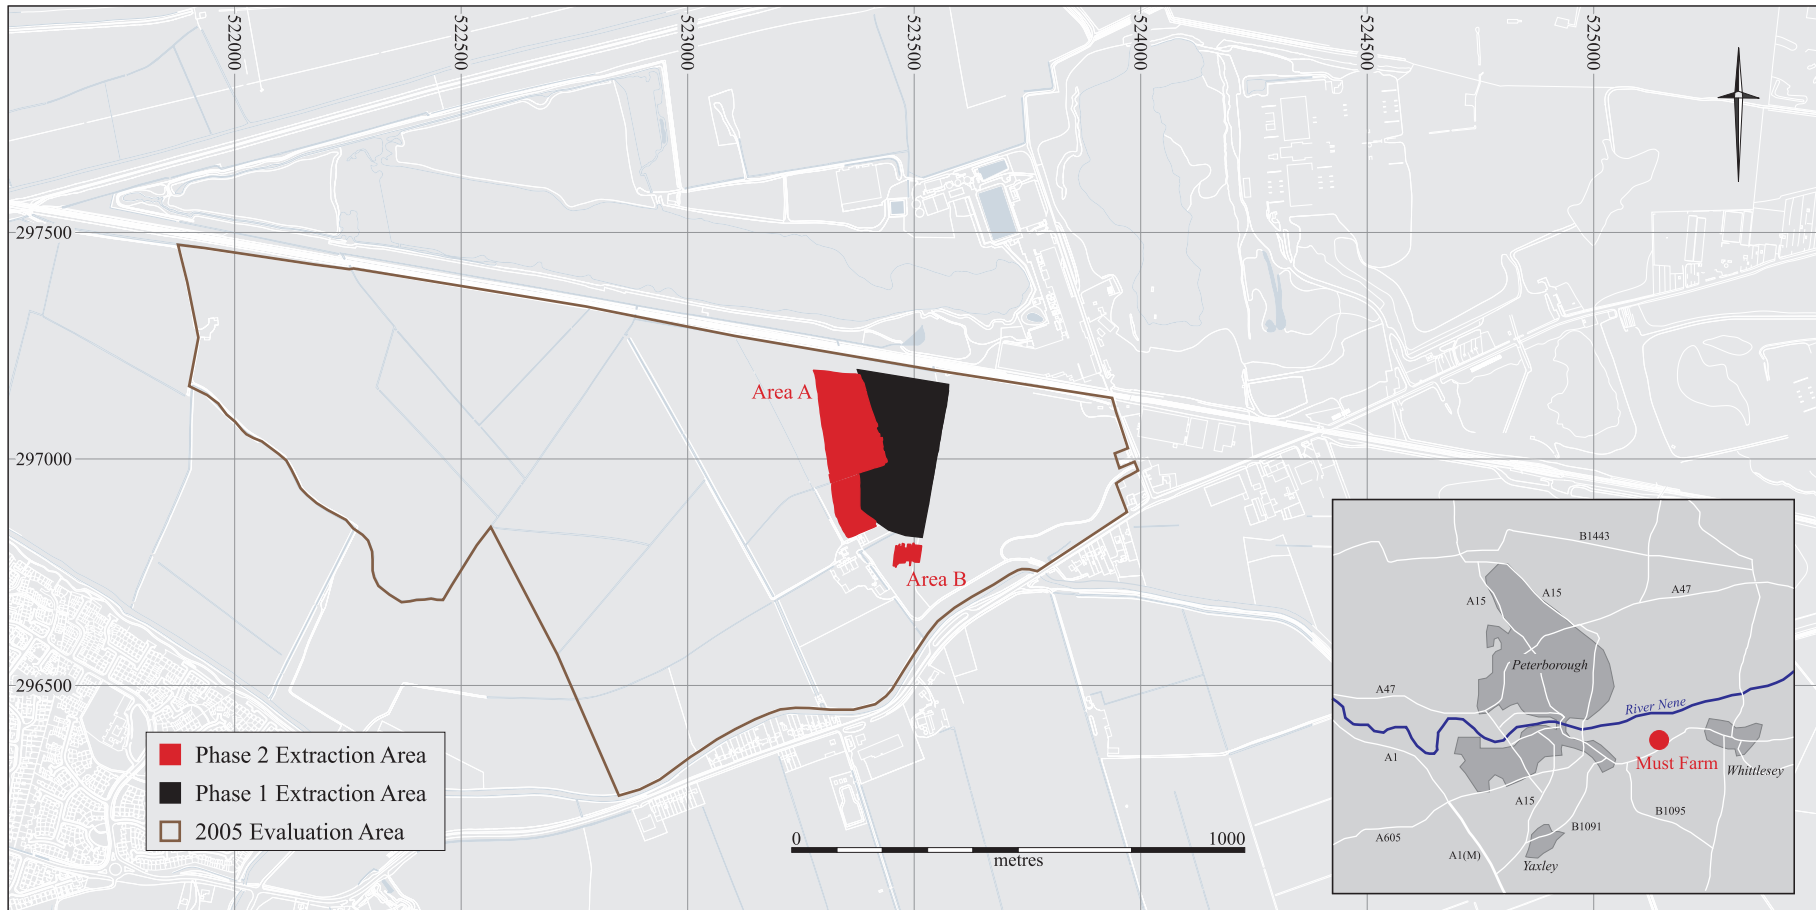 522000
522500
523000
523500
524000
524500
525000
297500
297000
296500
Area A
Area B
Phase 2 Extraction Area
Phase 1 Extraction Area
2005 Evaluation Area
0 1000
metres
B1443
A15 A15 A47
Peterborough
A47
River Nene
A1
Must Farm
Whittlesey
A15
B1095
B1091
A605
A1(M)
Yaxley